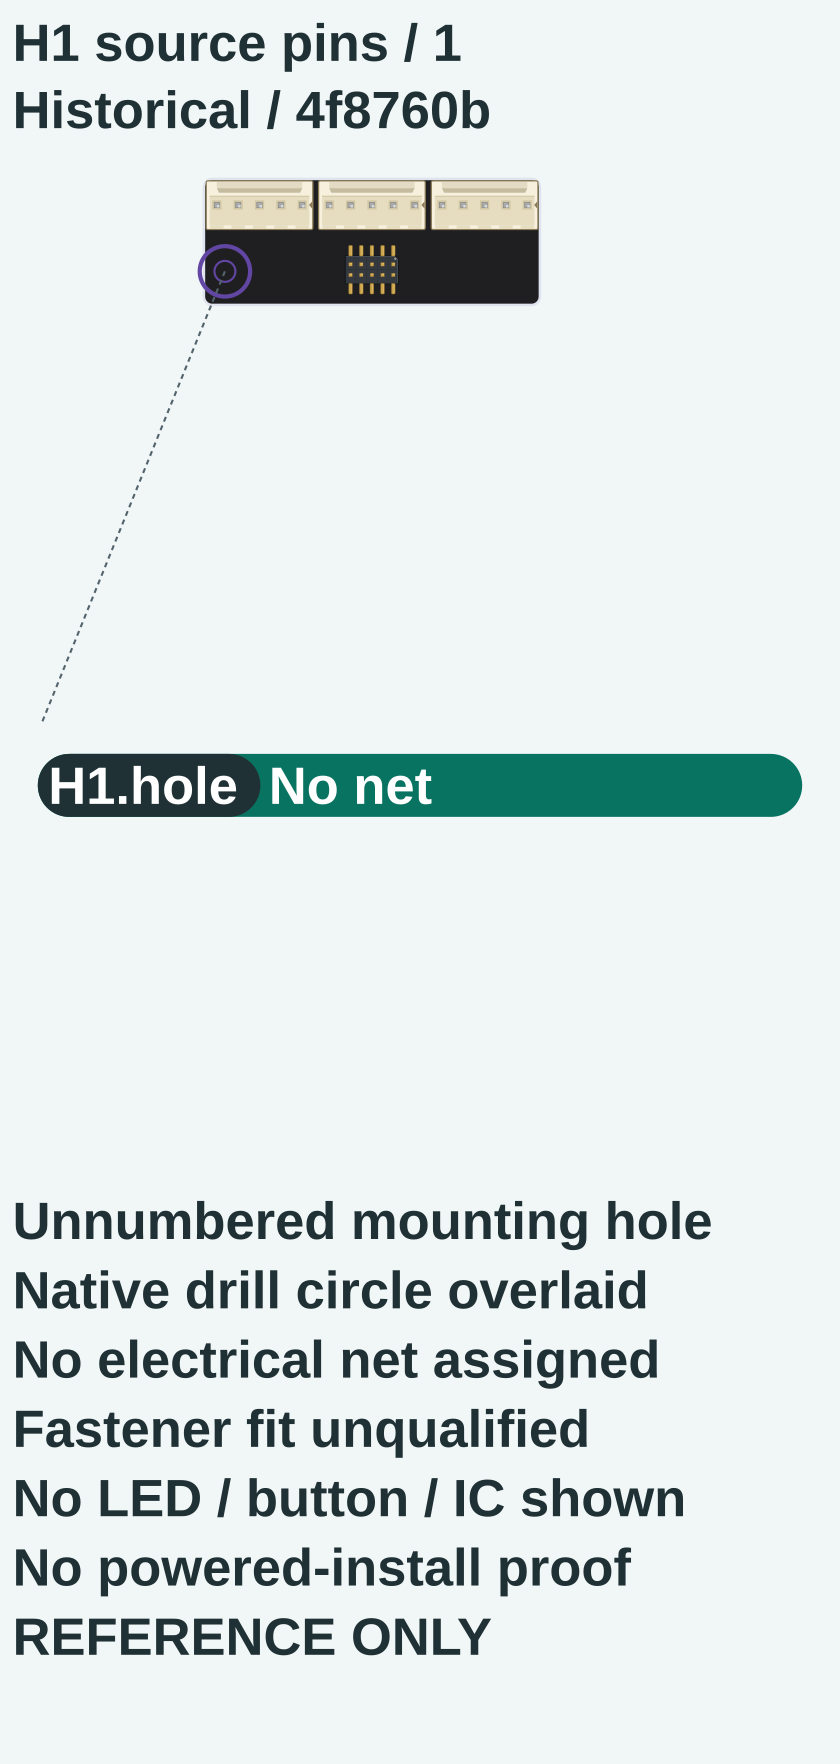 H1 source pins / 1
Historical / 4f8760b
H1.hole No net
Unnumbered mounting hole
Native drill circle overlaid
No electrical net assigned
Fastener fit unqualified
No LED / button / IC shown
No powered-install proof
REFERENCE ONLY